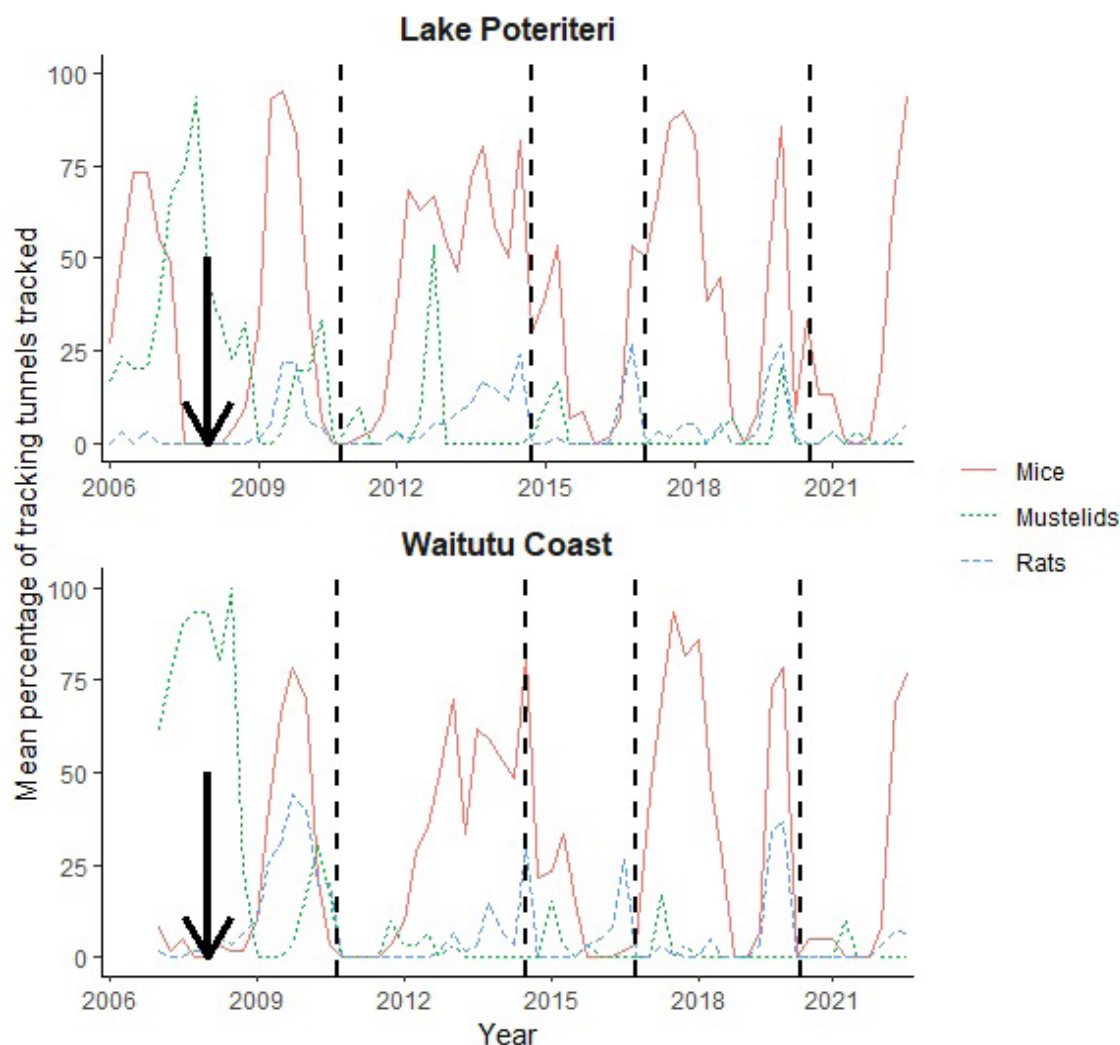 Lake Poteriteri
100
75
50
25
0
2006 2009 2012 2015 2018 2021
Mean percentage of tracking tunnels tracked
Mice
Mustelids
Rats
Waitutu Coast
100
75
50
25
0
2006 2009 2012 2015 2018 2021
Year